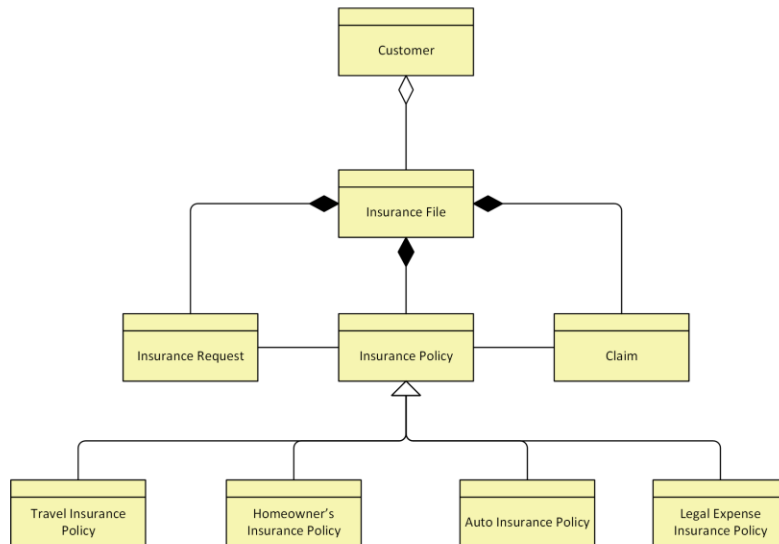 Customer
Insurance File
Insurance Request
Insurance Policy
Claim
Travel Insurance
Policy
Homeowner's
Insurance Policy
Auto Insurance Policy
Legal Expense
Insurance Policy